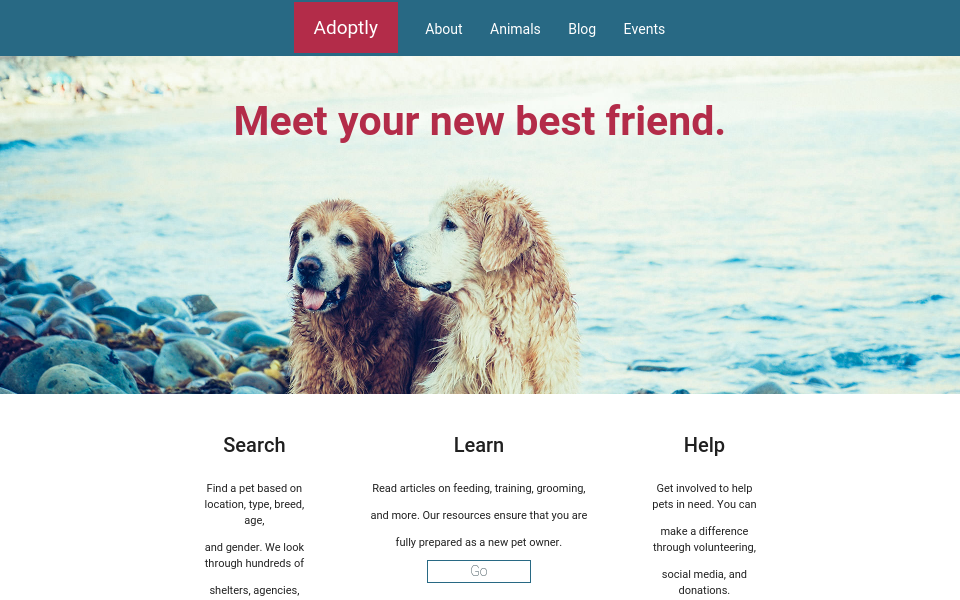 Adoptly
About Animals Blog Events
Meet your new best friend.
Search
Find a pet based on
location, type, breed,
age,
and gender. We look
through hundreds of
shelters, agencies,
Learn
Read articles on feeding, training, grooming,
and more. Our resources ensure that you are
fully prepared as a new pet owner.
Go
Help
Get involved to help
pets in need. You can
make a difference
through volunteering,
social media, and
donations.